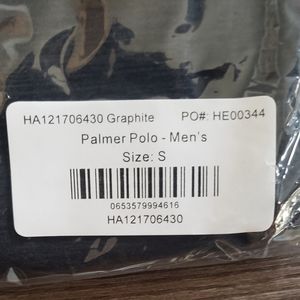 HA121706430 Graphite PO#: HE00344
Palmer Polo - Men's
Size: S
0653579994616
HA121706430